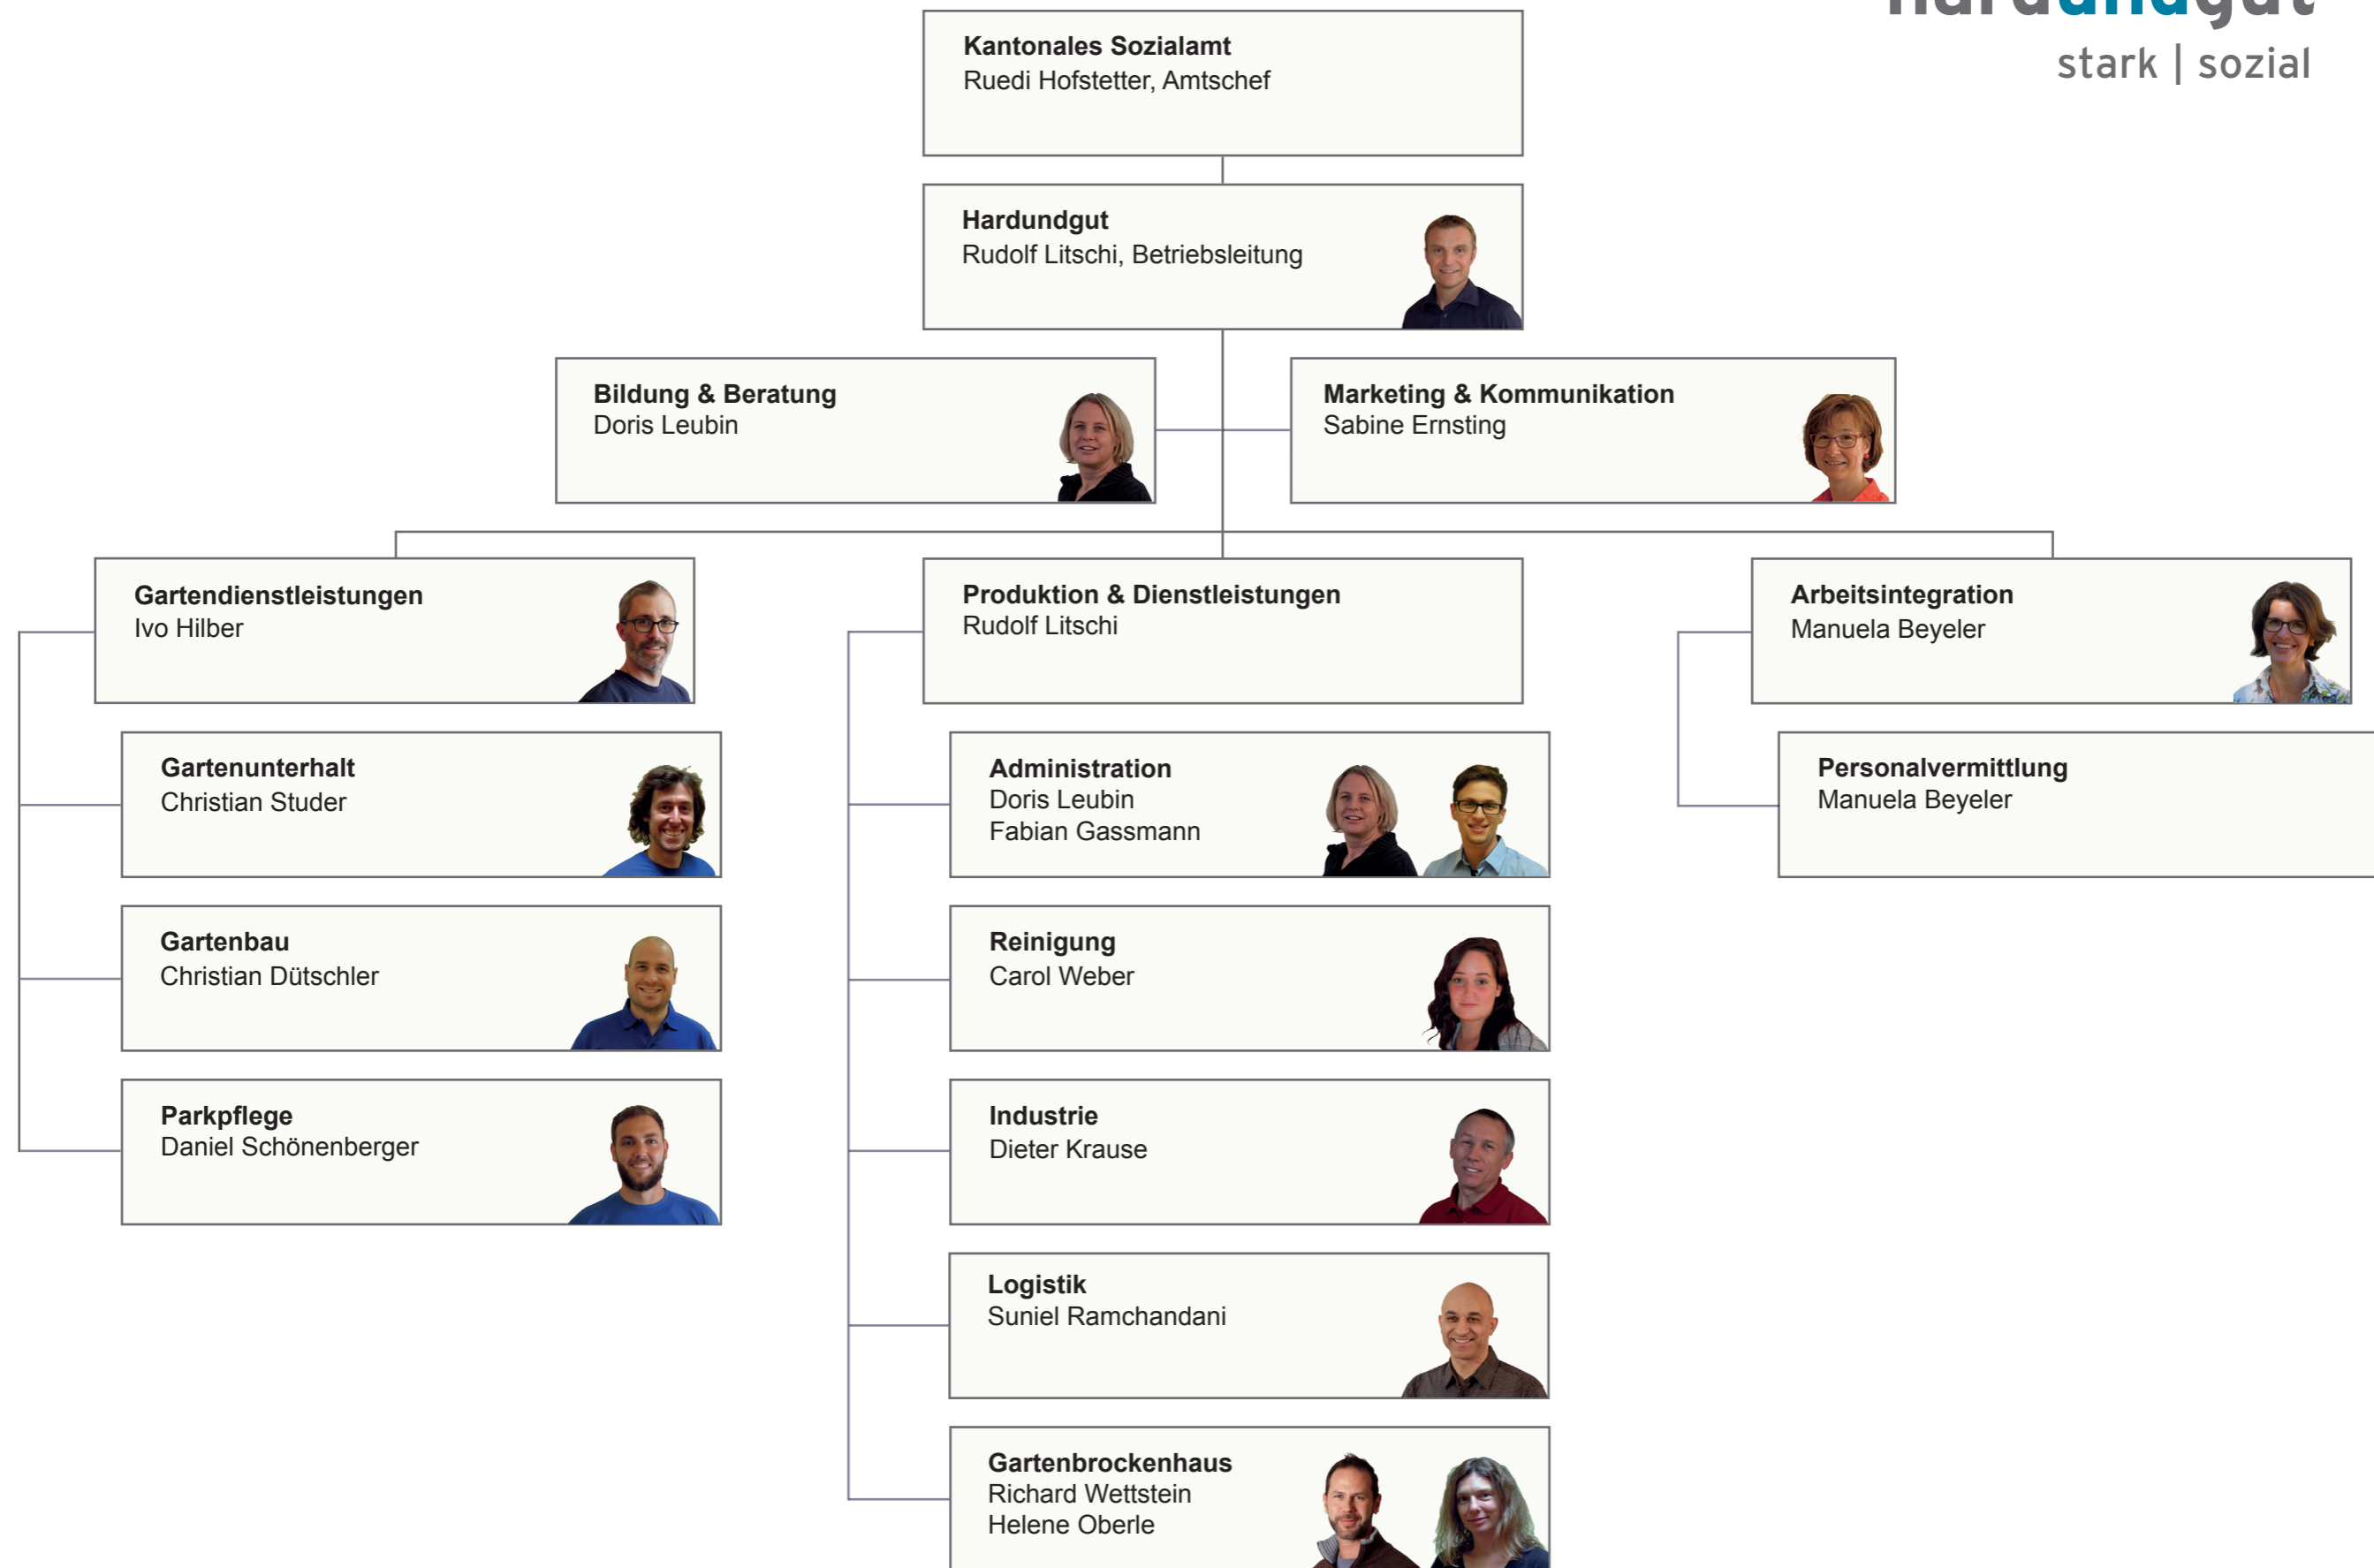 hardundgut
stark | sozial
Kantonales Sozialamt
Ruedi Hofstetter, Amtschef
Hardundgut
Rudolf Litschi, Betriebsleitung
Bildung & Beratung
Doris Leubin
Marketing & Kommunikation
Sabine Ernsting
Gartendienstleistungen
Ivo Hilber
Gartenunterhalt
Christian Studer
Gartenbau
Christian Dütschler
Parkpflege
Daniel Schönenberger
Produktion & Dienstleistungen
Rudolf Litschi
Administration
Doris Leubin
Fabian Gassmann
Reinigung
Carol Weber
Industrie
Dieter Krause
Logistik
Suniel Ramchandani
Gartenbrockenhaus
Richard Wettstein
Helene Oberle
Arbeitsintegration
Manuela Beyeler
Personalvermittlung
Manuela Beyeler